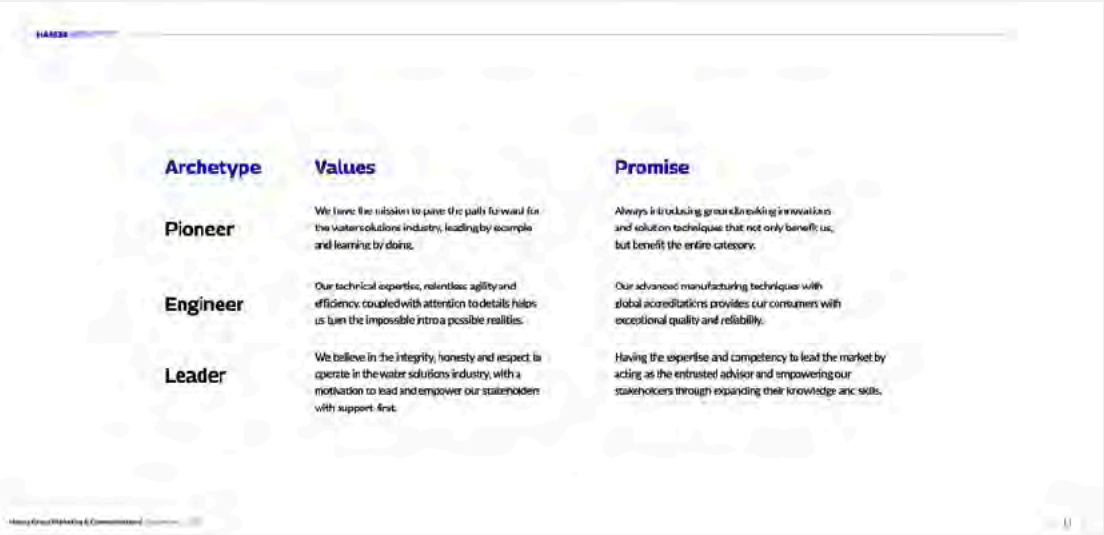 Archetype
Values
Promise
Pioneer
We have the mission to pave the path forward for
the water solutions industry, leading by example
and learning by doing.
Always introducing groundbreaking innovations
and solution techniques that not only benefit us,
but benefit the entire category.
Engineer
Our technical expertise, relentless agility and
efficiency, coupled with attention to details helps
us turn the impossible into a possible realities.
Our advanced manufacturing techniques with
global accreditations provides our consumers with
exceptional quality and reliability.
Leader
We believe in the integrity, honesty and respect to
operate in the water solutions industry, with a
motivation to lead and empower our stakeholders
with support first.
Having the expertise and competency to lead the market by
acting as the entrusted advisor and empowering our
stakeholders through expanding their knowledge and skills.
Group Marketing & Communications